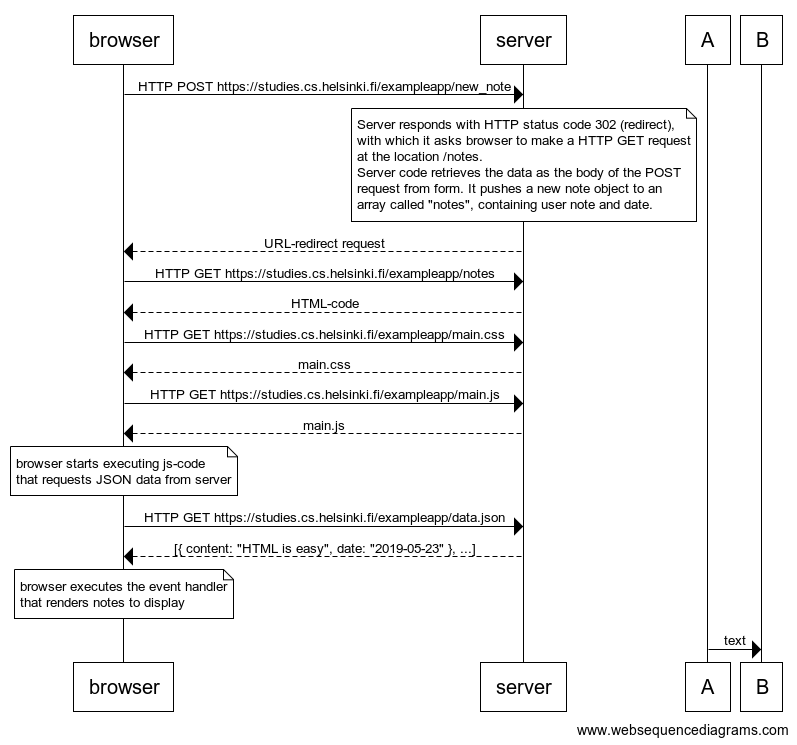 browser
server
A
B
HTTP POST https://studies.cs.helsinki.fi/exampleapp/new_note
Server responds with HTTP status code 302 (redirect),
with which it asks browser to make a HTTP GET request
at the location /notes.
Server code retrieves the data as the body of the POST
request from form. It pushes a new note object to an
array called "notes", containing user note and date.
URL-redirect request
HTTP GET https://studies.cs.helsinki.fi/exampleapp/notes
HTML-code
HTTP GET https://studies.cs.helsinki.fi/exampleapp/main.css
main.css
HTTP GET https://studies.cs.helsinki.fi/exampleapp/main.js
main.js
browser starts executing js-code
that requests JSON data from server
HTTP GET https://studies.cs.helsinki.fi/exampleapp/data.json
[{ content: "HTML is easy", date: "2019-05-23" }, ...]
browser executes the event handler
that renders notes to display
text
browser
server
A
B
www.websequencediagrams.com